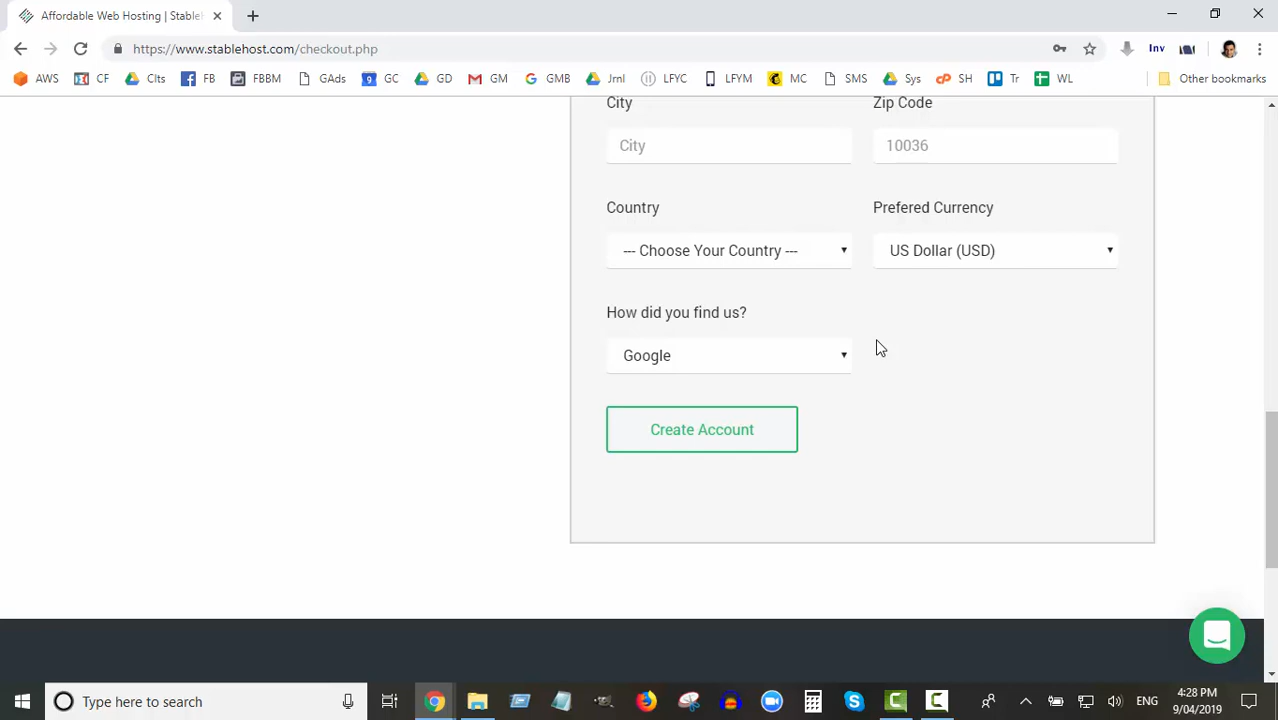 Affordable Web Hosting | Stablel
https://www.stablehost.com/checkout.php
Inv
AWS CF Clts FB FBBM GAds GC GD GM GMB Jrnl LFYC LFYM MC SMS Sys SH Tr WL Other bookmarks
City Zip Code
City 10036
Country Prefered Currency
--- Choose Your Country --- US Dollar (USD)
How did you find us?
Google
Create Account
Type here to search ENG 4:28 PM
9/04/2019